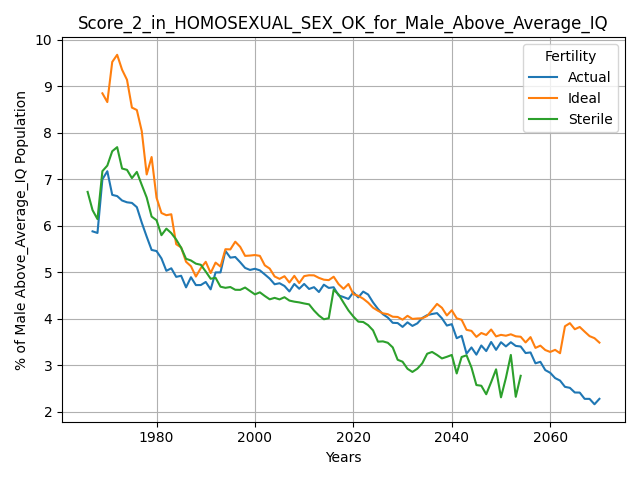 Score_2_in_HOMOSEXUAL_SEX_OK_for_Male_Above_Average_IQ
% of Male Above_Average_IQ Population
10
9
8
7
6
5
4
3
2
Fertility
Actual
Ideal
Sterile
1980
2000
2020
2040
2060
Years